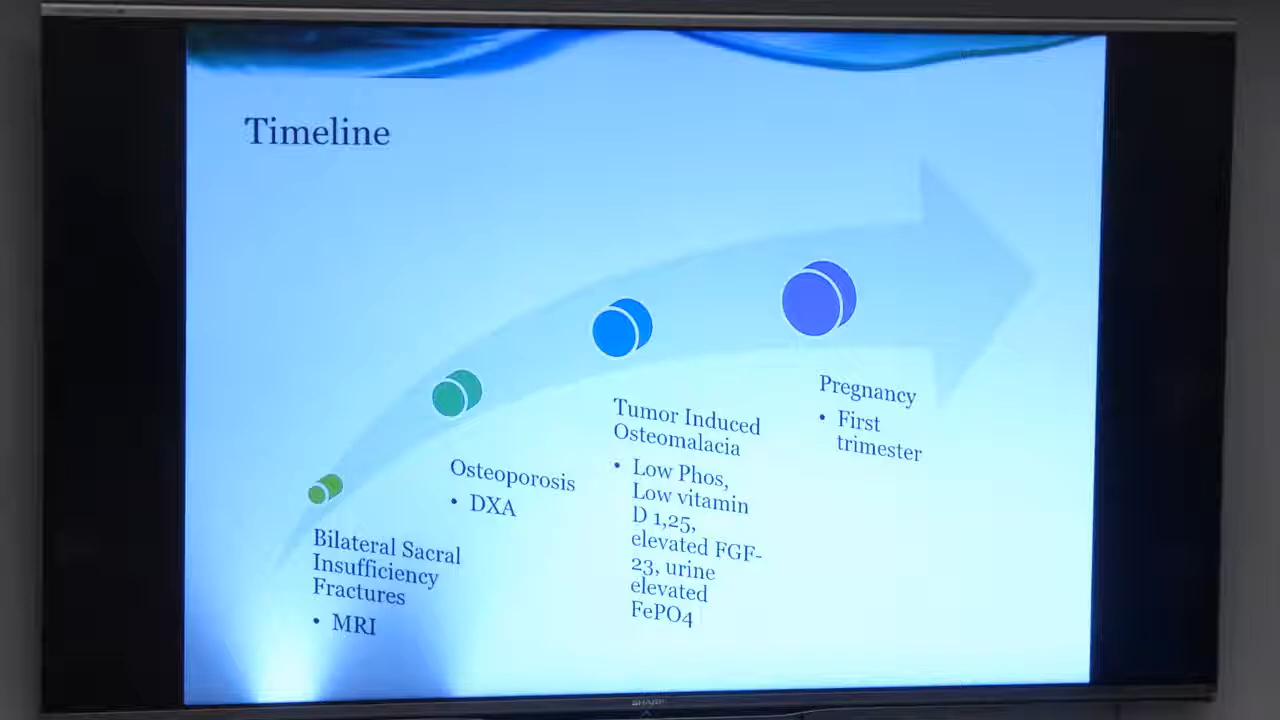 Timeline
Bilateral Sacral
Insufficiency
Fractures
• MRI
Osteoporosis
• DXA
Tumor Induced
Osteomalacia
• Low Phos,
Low vitamin
D 1,25,
elevated FGF-
23, urine
elevated
FePO4
Pregnancy
• First
trimester
SHARP